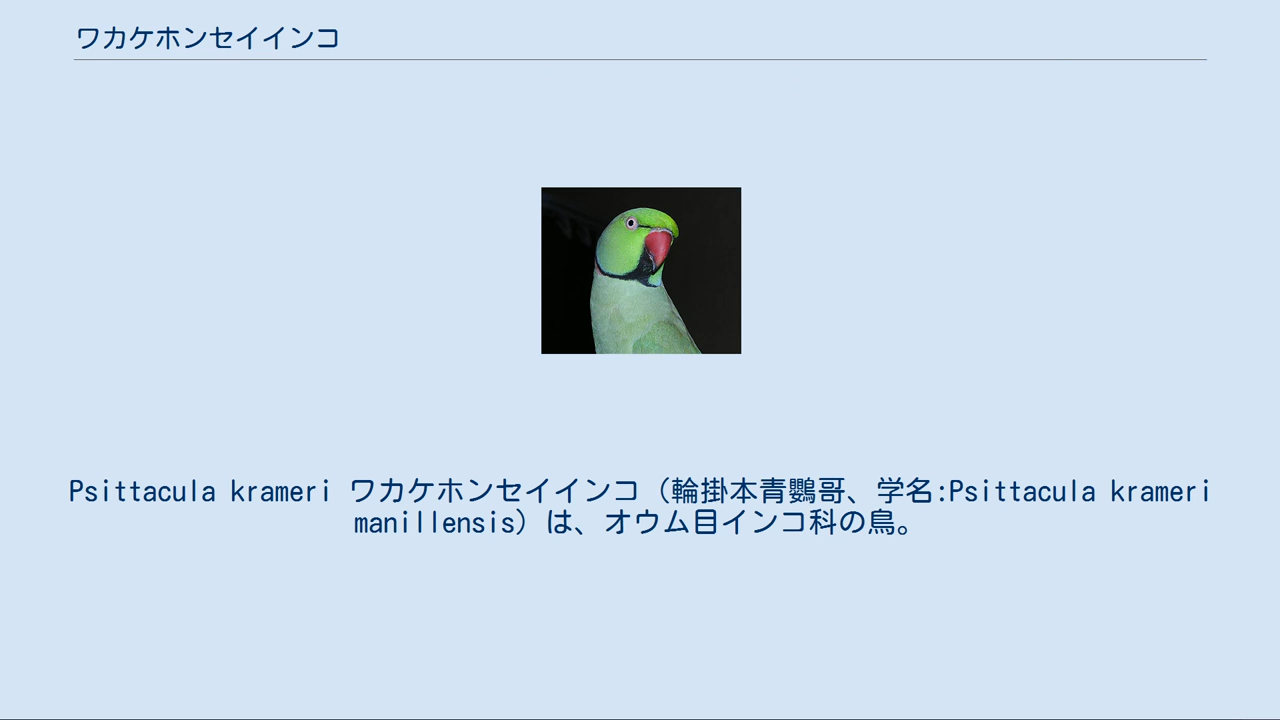 ワカケホンセイインコ
Psittacula krameri ワカケホンセイインコ（輪掛本青鸚哥、学名:Psittacula krameri
manillensis）は、オウム目インコ科の鳥。